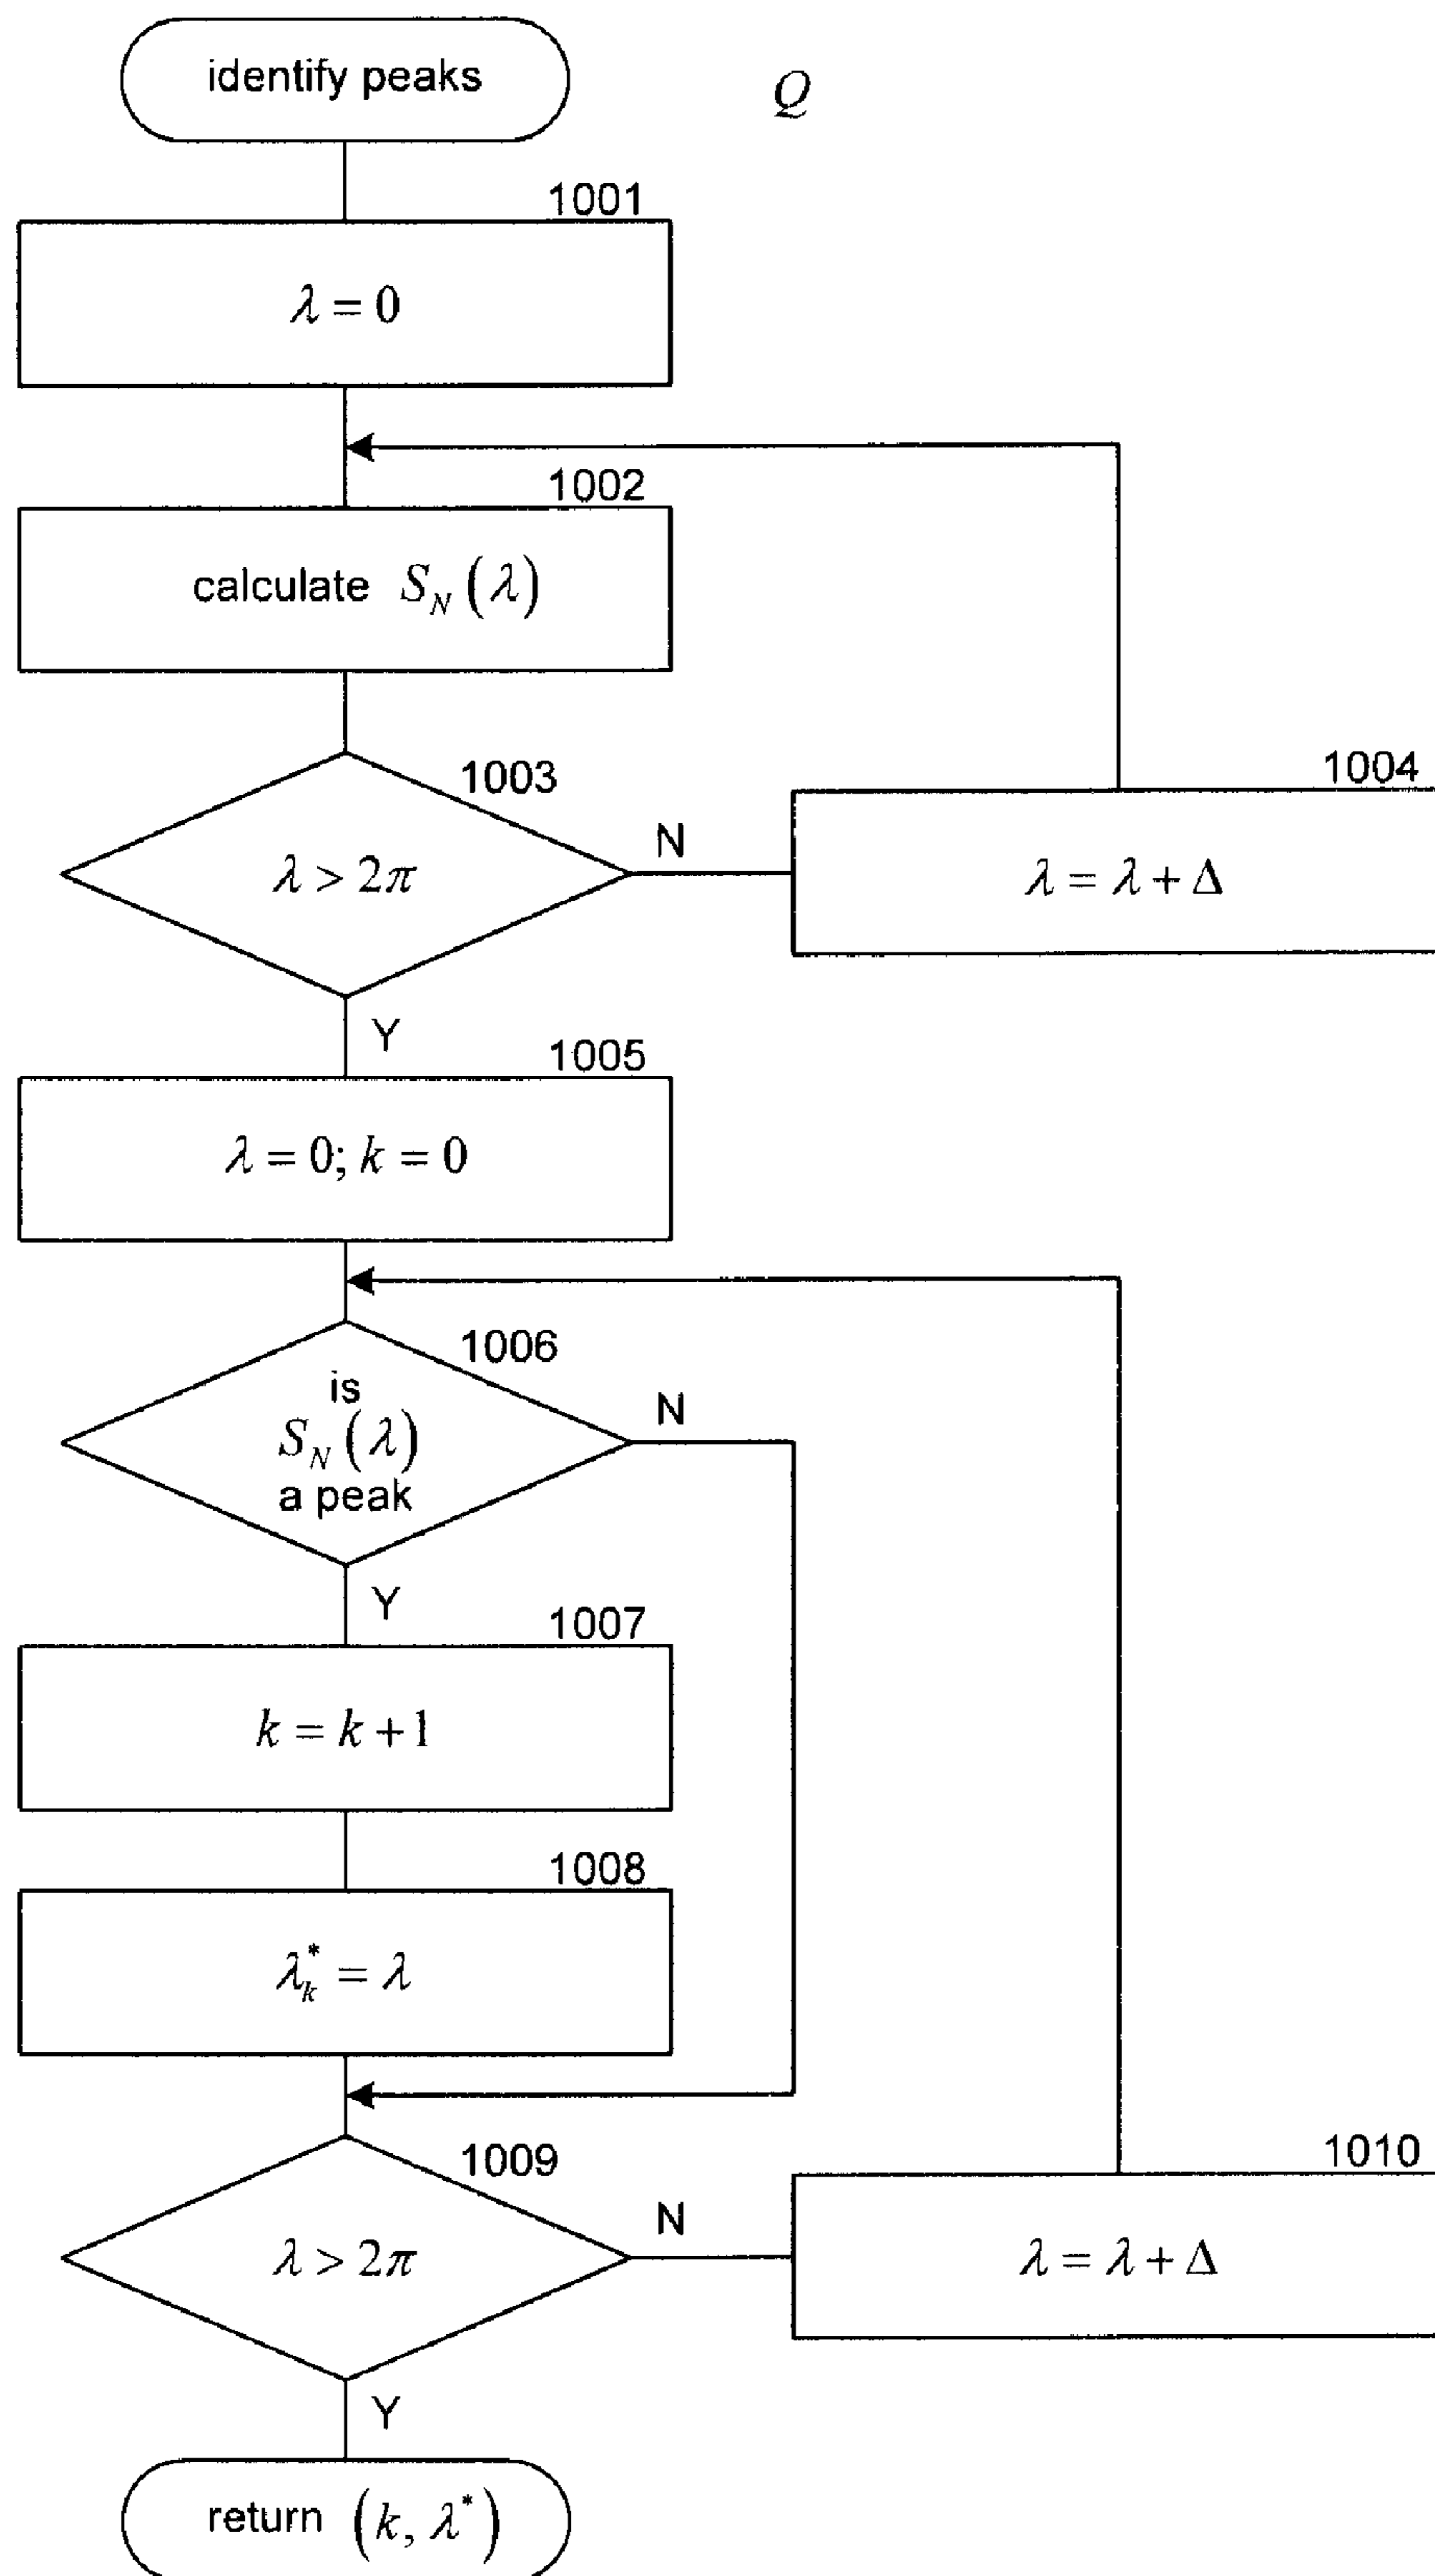 identify peaks
Q
1001
λ = 0
1002
calculate S_N (λ)
1003
λ > 2π
N
1004
λ = λ + Δ
Y
1005
λ = 0; k = 0
1006
is
S_N (λ)
a peak
N
Y
1007
k = k + 1
1008
λ*_k = λ
1009
λ > 2π
N
1010
λ = λ + Δ
Y
return (k, λ*)